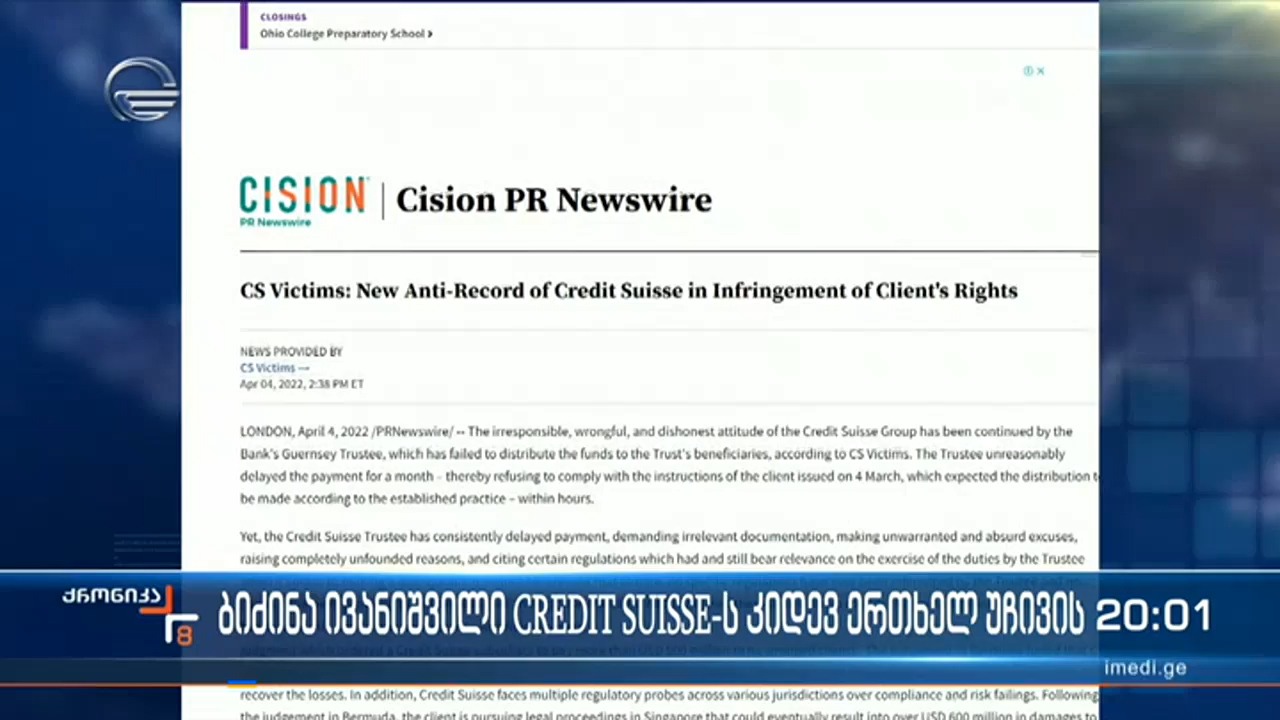 CLOSINGS
Ohio College Preparatory School
CISION
PR Newswire
Cision PR Newswire
CS Victims: New Anti-Record of Credit Suisse in Infringement of Client's Rights
NEWS PROVIDED BY
CS Victims
Apr 04, 2022, 2:38 PM ET
LONDON, April 4, 2022 /PRNewswire/ -- The irresponsible, wrongful, and dishonest attitude of the Credit Suisse Group has been continued by the
Bank's Guernsey Trustee, which has failed to distribute the funds to the Trust's beneficiaries, according to CS Victims. The Trustee unreasonably
delayed the payment for a month – thereby refusing to comply with the instructions of the client issued on 4 March, which expected the distribution
be made according to the established practice – within hours.
Yet, the Credit Suisse Trustee has consistently delayed payment, demanding irrelevant documentation, making unwarranted and absurd excuses,
raising completely unfounded reasons, and citing certain regulations which had and still bear relevance on the exercise of the duties by the Trustee
ქრონიკა
8
ბიძინა ივანიშვილი CREDIT SUISSE-ს კიდევ ერთხელ უჩივის
20:01
imedi.ge
recover the losses. In addition, Credit Suisse faces multiple regulatory probes across various jurisdictions over compliance and risk failings. Following
the judgement in Bermuda, the client is pursuing legal proceedings in Singapore that could eventually result into over USD 600 million in damages to